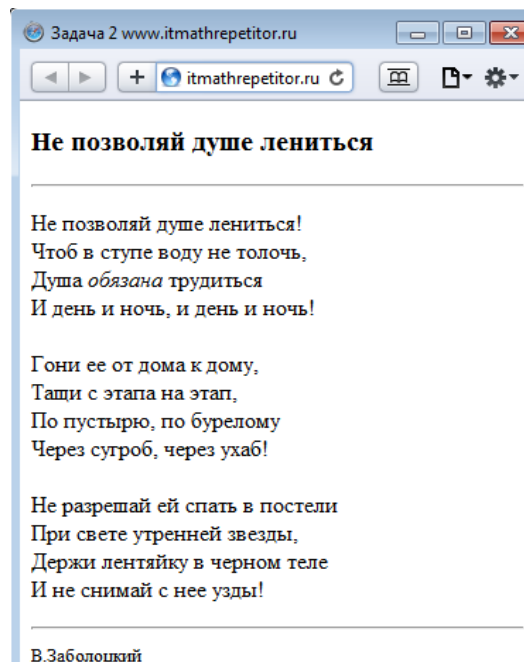 Задача 2 www.itmathrepetitor.ru
itmathrepetitor.ru
Не позволяй душе лениться
Не позволяй душе лениться!
Чтоб в ступе воду не толочь,
Душа обязана трудиться
И день и ночь, и день и ночь!
Гони ее от дома к дому,
Тащи с этапа на этап,
По пустырю, по бурелому
Через сугроб, через ухаб!
Не разрешай ей спать в постели
При свете утренней звезды,
Держи лентяйку в черном теле
И не снимай с нее узды!
В.Заболоцкий